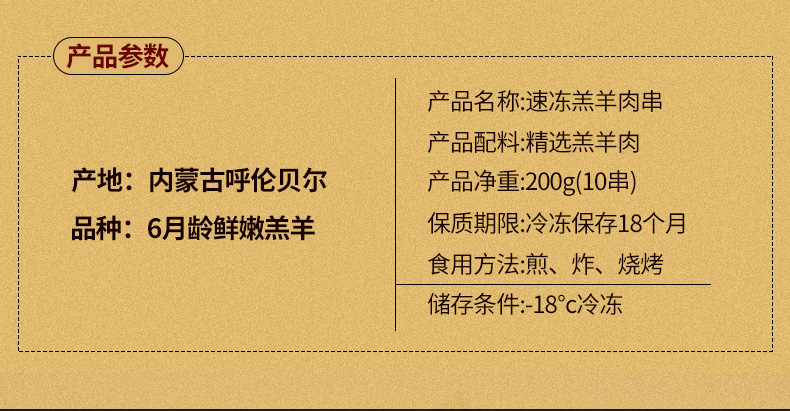 产品参数
产地：内蒙古呼伦贝尔
品种：6月龄鲜嫩羔羊
产品名称:速冻羔羊肉串
产品配料:精选羔羊肉
产品净重:200g(10串)
保质期限:冷冻保存18个月
食用方法:煎、炸、烧烤
储存条件:-18°c冷冻